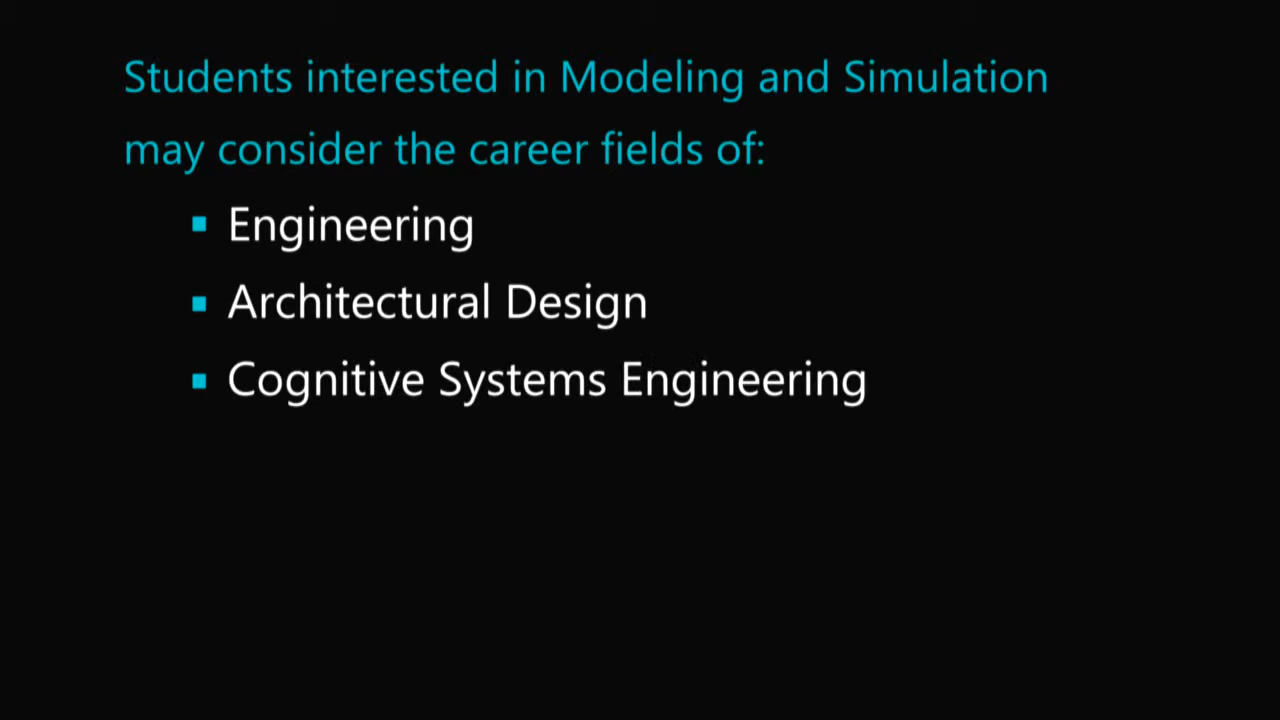 Students interested in Modeling and Simulation
may consider the career fields of:
▪ Engineering
▪ Architectural Design
▪ Cognitive Systems Engineering